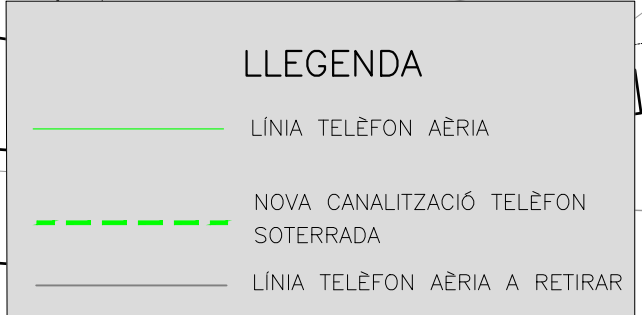 LLEGENDA
LÍNIA TELÈFON AÈRIA
NOVA CANALITZACIÓ TELÈFON
SOTERRADA
LÍNIA TELÈFON AÈRIA A RETIRAR